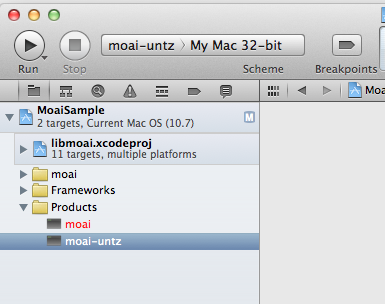 moai-untz › My Mac 32-bit
Run
Stop
Scheme
Breakpoints
Moa
MoaiSample
2 targets, Current Mac OS (10.7)
M
libmoai.xcodeproj
11 targets, multiple platforms
moai
Frameworks
Products
moai
moai-untz